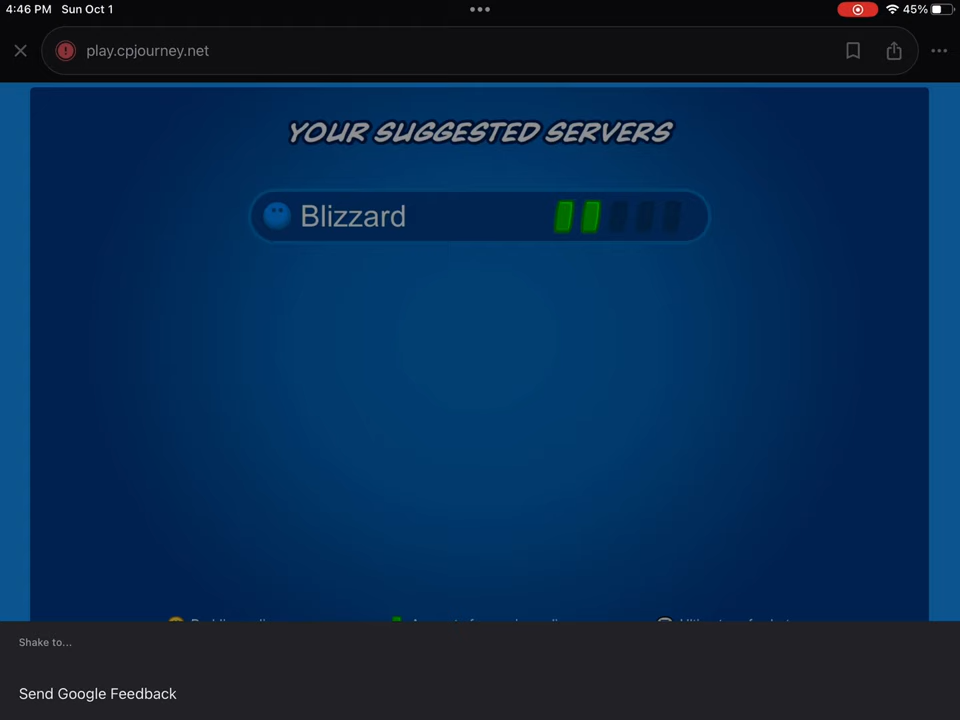 4:46 PM Sun Oct 1
45%
play.cpjourney.net
YOUR SUGGESTED SERVERS
Blizzard
Shake to...
Send Google Feedback